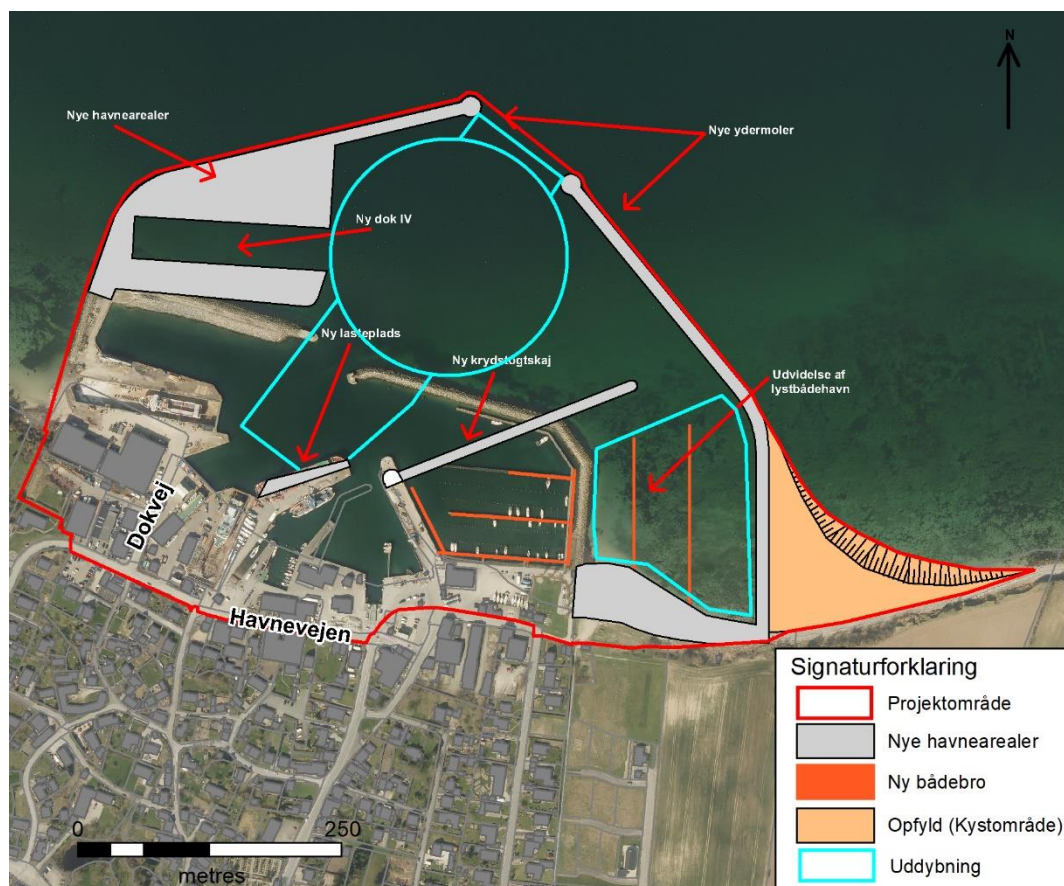 N
Nye havnearealer
Nye ydermoler
Ny dok IV
Ny lasteplads
Ny krydstogtskaj
Udvidelse af
lystbådehavn
Dokvej
Havnevejen
0
250
metres
Signaturforklaring
Projektområde
Nye havnearealer
Ny bådebro
Opfyld (Kystområde)
Uddybning